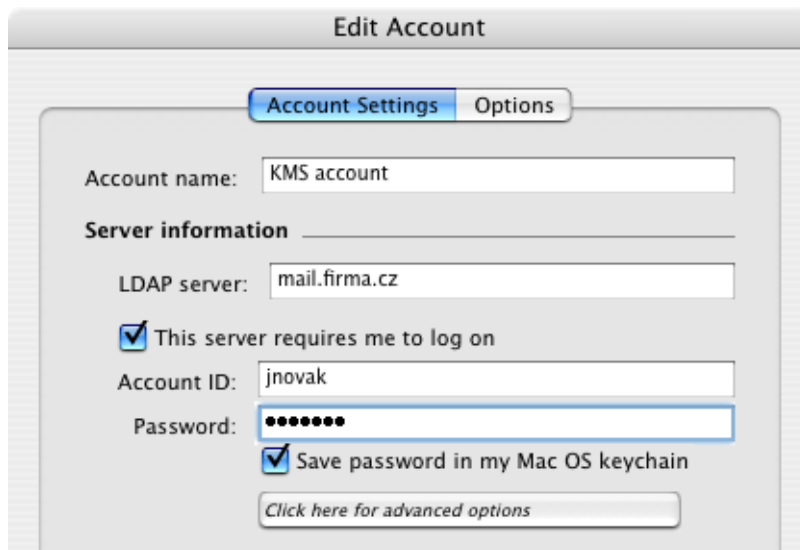 Edit Account
Account Settings Options
Account name: KMS account
Server information
LDAP server: mail.firma.cz
This server requires me to log on
Account ID: jnovak
Password: •••••••
Save password in my Mac OS keychain
Click here for advanced options